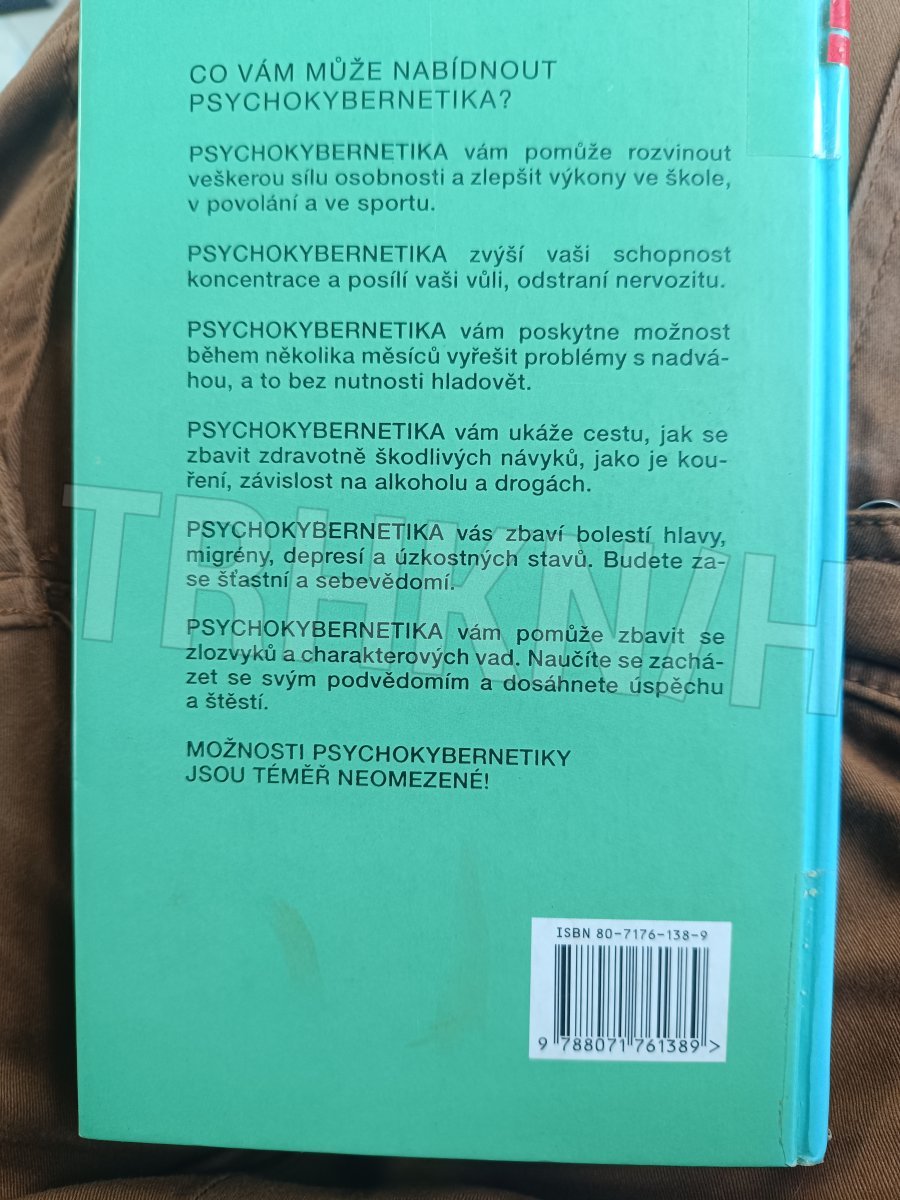 CO VÁM MŮŽE NABÍDNOUT
PSYCHOKYBERNETIKA?
PSYCHOKYBERNETIKA vám pomůže rozvinout
veškerou sílu osobnosti a zlepšit výkony ve škole,
v povolání a ve sportu.
PSYCHOKYBERNETIKA zvýší vaši schopnost
koncentrace a posílí vaši vůli, odstraní nervozitu.
PSYCHOKYBERNETIKA vám poskytne možnost
během několika měsíců vyřešit problémy s nadvá-
hou, a to bez nutnosti hladovět.
PSYCHOKYBERNETIKA vám ukáže cestu, jak se
zbavit zdravotně škodlivých návyků, jako je kou-
ření, závislost na alkoholu a drogách.
PSYCHOKYBERNETIKA vás zbaví bolestí hlavy,
migrény, depresí a úzkostných stavů. Budete za-
se šťastní a sebevědomí.
PSYCHOKYBERNETIKA vám pomůže zbavit se
zlozvyků a charakterových vad. Naučíte se zachá-
zet se svým podvědomím a dosáhnete úspěchu
a štěstí.
MOŽNOSTI PSYCHOKYBERNETIKY
JSOU TÉMĚŘ NEOMEZENÉ!
TBHKN/H
ISBN 80-7176-138-9
9 788071 761389 >